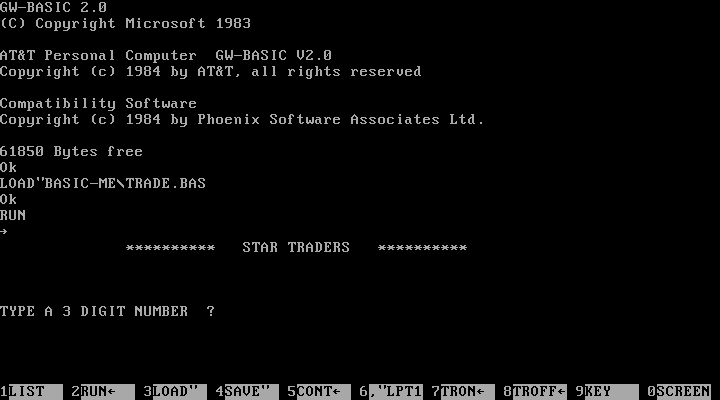 GW-BASIC 2.0
(C) Copyright Microsoft 1983
AT&T Personal Computer  GW-BASIC V2.0
Copyright (c) 1984 by AT&T, all rights reserved
Compatibility Software
Copyright (c) 1984 by Phoenix Software Associates Ltd.
61850 Bytes free
Ok
LOAD"BASIC-ME\TRADE.BAS
Ok
RUN
→
**********   STAR TRADERS   **********
TYPE A 3 DIGIT NUMBER  ?
1LIST 2RUN← 3LOAD" 4SAVE" 5CONT← 6,"LPT1 7TRON← 8TROFF← 9KEY 0SCREEN